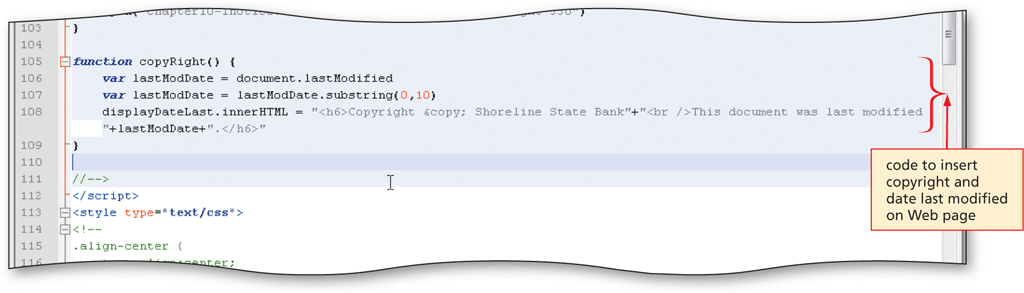 103 }
104
105 function copyRight() {
106 var lastModDate = document.lastModified
107 var lastModDate = lastModDate.substring(0,10)
108 displayDateLast.innerHTML = "<h6>Copyright &copy; Shoreline State Bank"+"<br />This document was last modified
"+lastModDate+".</h6>"
109 }
110
111 //-->
112 </script>
113 <style type="text/css">
114 <!--
115 .align-center {
code to insert
copyright and
date last modified
on Web page